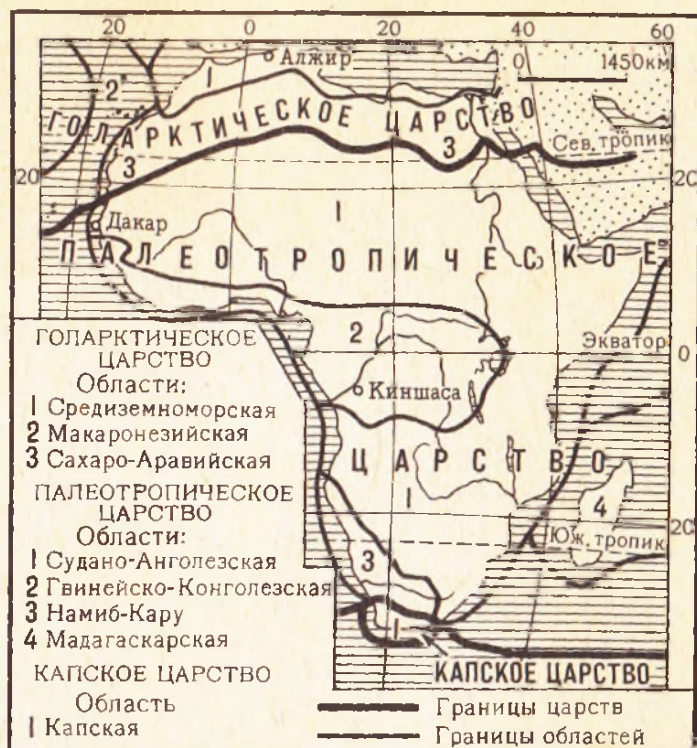 20 0 20 40 60
Алжир
0 1450км
1
2
ГОЛАРКТИЧЕСКОЕ ЦАРСТВО
3
3
Сев. тропик
20
20
Дакар
1
ПАЛЕОТРОПИЧЕСКОЕ
2
Экватор
0
Киншаса
ЦАРСТВО
1
4
20
Юж. тропик
3
1
КАПСКОЕ ЦАРСТВО
ГОЛАРКТИЧЕСКОЕ
ЦАРСТВО
Области:
1 Средиземноморская
2 Макаронезийская
3 Сахаро-Аравийская
ПАЛЕОТРОПИЧЕСКОЕ
ЦАРСТВО
Области:
1 Судано-Анголезская
2 Гвинейско-Конголезская
3 Намиб-Кару
4 Мадагаскарская
КАПСКОЕ ЦАРСТВО
Область
1 Капская
Границы царств
Границы областей